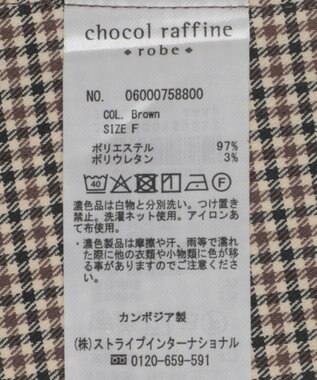 chocol raffine
robe
NO. 06000758800
COL. Brown
SIZE F
ポリエステル 97%
ポリウレタン 3%
40
F
濃色品は白物と分別洗い。つけ置き
禁止。洗濯ネット使用。アイロンあ
て布使用。
・濃色製品は摩擦や汗、雨等で濡れ
た際に他の衣類や小物類に色が移
る事がありますのでご注意くださ
い。
カンボジア製
(株)ストライプインターナショナル
0120-659-591